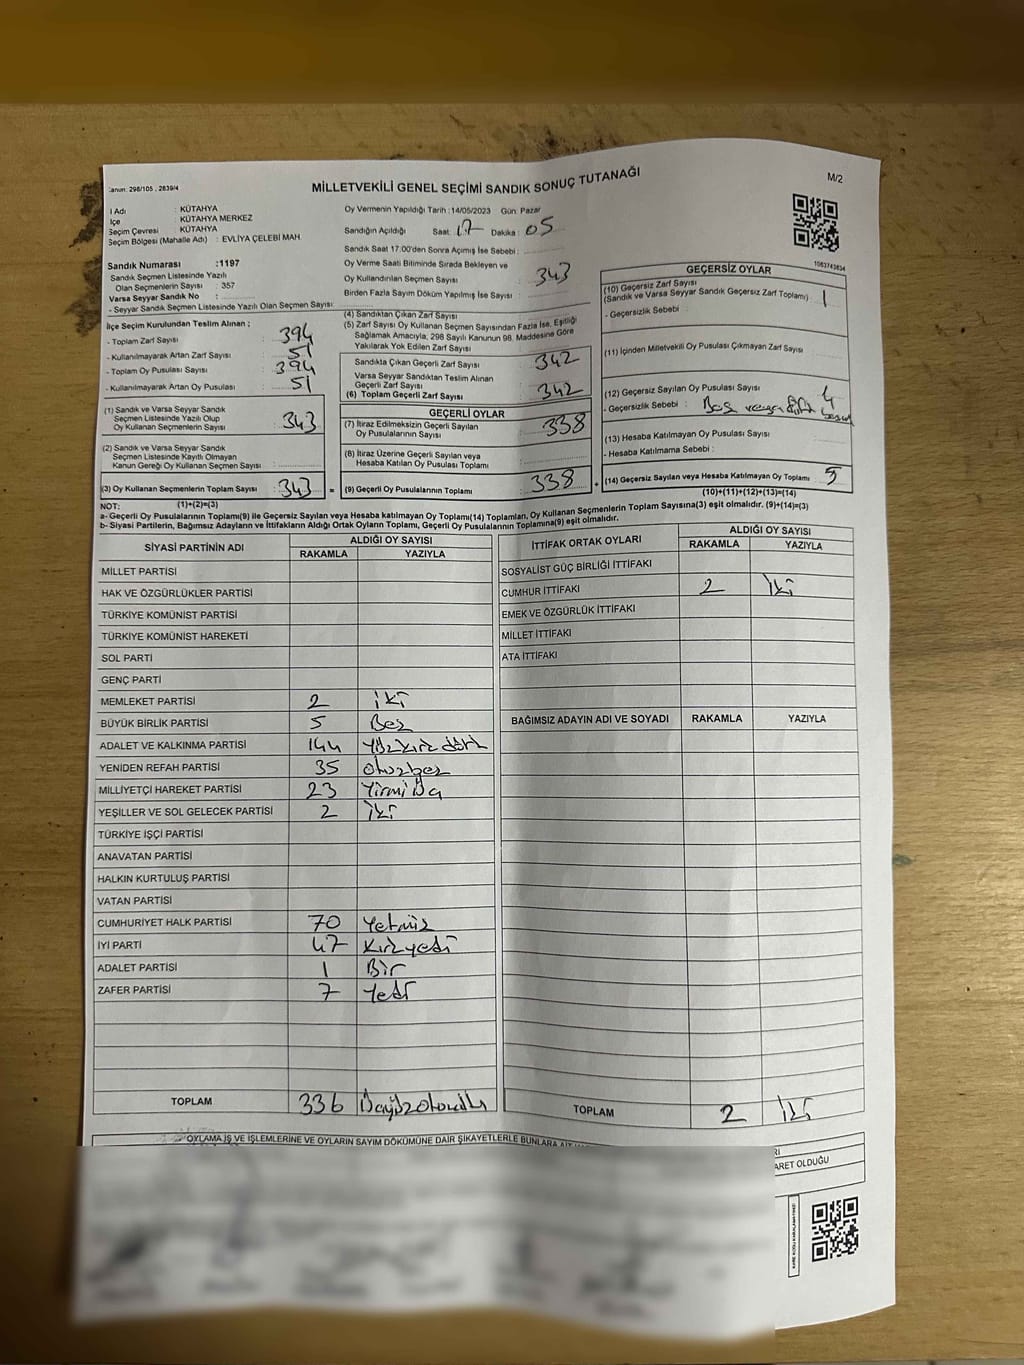 Kanun: 298/105 , 2839/4
MİLLETVEKİLİ GENEL SEÇİMİ SANDIK SONUÇ TUTANAĞI
M/2
İl Adı : KÜTAHYA
İlçe : KÜTAHYA MERKEZ
Seçim Çevresi : KÜTAHYA
Seçim Bölgesi (Mahalle Adı) : EVLİYA ÇELEBİ MAH.
Sandık Numarası :1197
Sandık Seçmen Listesinde Yazılı
Olan Seçmenlerin Sayısı : 357
Varsa Seyyar Sandık No :
- Seyyar Sandık Seçmen Listesinde Yazılı Olan Seçmen Sayısı:
Oy Vermenin Yapıldığı Tarih :14/05/2023 Gün: Pazar
Sandığın Açıldığı Saat: 17 Dakika : 05
Sandık Saat 17:00'den Sonra Açımış İse Sebebi :
Oy Verme Saati Bitiminde Sırada Bekleyen ve
Oy Kullandırılan Seçmen Sayısı : 343
Birden Fazla Sayım Döküm Yapılmış İse Sayısı :
1063743834
İlçe Seçim Kurulundan Teslim Alınan ;
- Toplam Zarf Sayısı : 394
- Kullanılmayarak Artan Zarf Sayısı : 51
- Toplam Oy Pusulası Sayısı : 394
- Kullanılmayarak Artan Oy Pusulası : 51
(1) Sandık ve Varsa Seyyar Sandık
Seçmen Listesinde Yazılı Olup
Oy Kullanan Seçmenlerin Sayısı : 343
(2) Sandık ve Varsa Seyyar Sandık
Seçmen Listesinde Kayıtlı Olmayan
Kanun Gereği Oy Kullanan Seçmen Sayısı :
(3) Oy Kullanan Seçmenlerin Toplam Sayısı : 343 =
(1)+(2)=(3)
(4) Sandıktan Çıkan Zarf Sayısı :
(5) Zarf Sayısı Oy Kullanan Seçmen Sayısından Fazla İse, Eşitliği
Sağlamak Amacıyla; 298 Sayılı Kanunun 98. Maddesine Göre
Yakılarak Yok Edilen Zarf Sayısı :
Sandıkta Çıkan Geçerli Zarf Sayısı : 342
Varsa Seyyar Sandıktan Teslim Alınan
Geçerli Zarf Sayısı :
(6) Toplam Geçerli Zarf Sayısı : 342
GEÇERLİ OYLAR
(7) İtiraz Edilmeksizin Geçerli Sayılan
Oy Pusulalarının Sayısı : 338
(8) İtiraz Üzerine Geçerli Sayılan veya
Hesaba Katılan Oy Pusulası Toplamı :
(9) Geçerli Oy Pusulalarının Toplamı : 338 +
GEÇERSİZ OYLAR
(10) Geçersiz Zarf Sayısı
(Sandık ve Varsa Seyyar Sandık Geçersiz Zarf Toplamı) : 1
- Geçersizlik Sebebi :
(11) İçinden Milletvekili Oy Pusulası Çıkmayan Zarf Sayısı
(12) Geçersiz Sayılan Oy Pusulası Sayısı : 4
- Geçersizlik Sebebi : Boş
(13) Hesaba Katılmayan Oy Pusulası Sayısı
- Hesaba Katılmama Sebebi :
(14) Geçersiz Sayılan veya Hesaba Katılmayan Oy Toplamı : 5
(10)+(11)+(12)+(13)=(14)
NOT:
a- Geçerli Oy Pusulalarının Toplamı(9) ile Geçersiz Sayılan veya Hesaba katılmayan Oy Toplamı(14) Toplamları, Oy Kullanan Seçmenlerin Toplam Sayısına(3) eşit olmalıdır. (9)+(14)=(3)
b- Siyasi Partilerin, Bağımsız Adayların ve İttifakların Aldığı Ortak Oyların Toplamı, Geçerli Oy Pusulalarının Toplamına(9) eşit olmalıdır.
SİYASİ PARTİNİN ADI ALDIĞI OY SAYISI
RAKAMLA YAZIYLA
MİLLET PARTİSİ
HAK VE ÖZGÜRLÜKLER PARTİSİ
TÜRKİYE KOMÜNİST PARTİSİ
TÜRKİYE KOMÜNİST HAREKETİ
SOL PARTİ
GENÇ PARTİ
MEMLEKET PARTİSİ 2 iki
BÜYÜK BİRLİK PARTİSİ 5 Beş
ADALET VE KALKINMA PARTİSİ 144 Yüzkırkdört
YENİDEN REFAH PARTİSİ 35 otuzbeş
MİLLİYETÇİ HAREKET PARTİSİ 23 Yirmi Üç
YEŞİLLER VE SOL GELECEK PARTİSİ 2 İki
TÜRKİYE İŞÇİ PARTİSİ
ANAVATAN PARTİSİ
HALKIN KURTULUŞ PARTİSİ
VATAN PARTİSİ
CUMHURİYET HALK PARTİSİ 70 Yetmiş
İYİ PARTİ 47 Kırkyedi
ADALET PARTİSİ 1 Bir
ZAFER PARTİSİ 7 Yedi
TOPLAM 336 Üçyüzotuzaltı
İTTİFAK ORTAK OYLARI ALDIĞI OY SAYISI
RAKAMLA YAZIYLA
SOSYALİST GÜÇ BİRLİĞİ İTTİFAKI
CUMHUR İTTİFAKI 2 İki
EMEK VE ÖZGÜRLÜK İTTİFAKI
MİLLET İTTİFAKI
ATA İTTİFAKI
BAĞIMSIZ ADAYIN ADI VE SOYADI RAKAMLA YAZIYLA
TOPLAM 2 İki
OYLAMA İŞ VE İŞLEMLERİNE VE OYLARIN SAYIM DÖKÜMÜNE DAİR ŞİKAYETLERLE BUNLARA AİT
ARET OLDUĞU